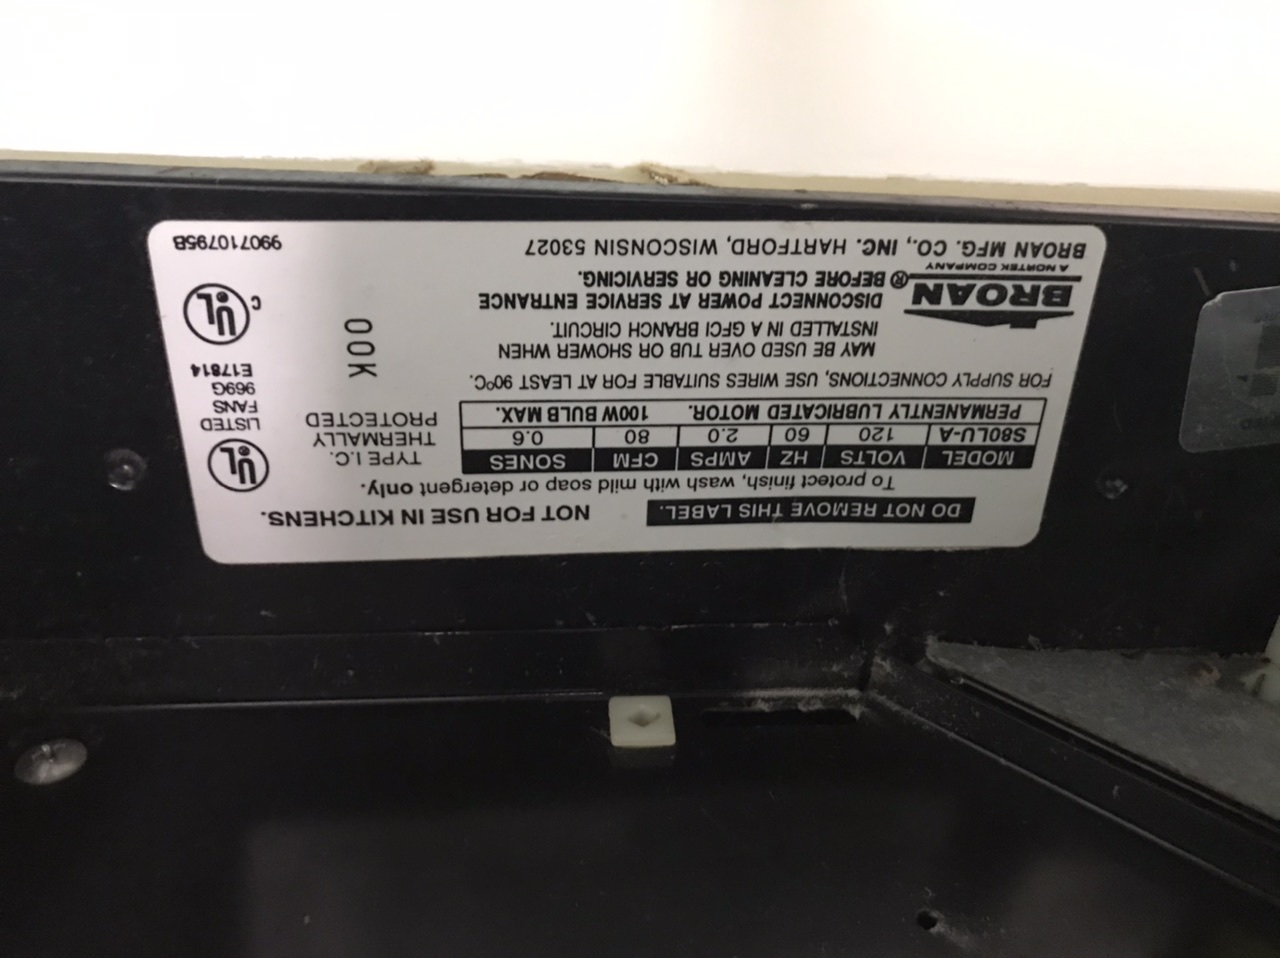 DO NOT REMOVE THIS LABEL.
NOT FOR USE IN KITCHENS.
To protect finish, wash with mild soap or detergent only.
MODEL VOLTS HZ AMPS CFM SONES
S80LU-A 120 60 2.0 80 0.6
PERMANENTLY LUBRICATED MOTOR. 100W BULB MAX.
TYPE I.C.
THERMALLY
PROTECTED
UL
LISTED
FANS
969G
E17814
FOR SUPPLY CONNECTIONS, USE WIRES SUITABLE FOR AT LEAST 90°C.
MAY BE USED OVER TUB OR SHOWER WHEN
INSTALLED IN A GFCI BRANCH CIRCUIT.
DISCONNECT POWER AT SERVICE ENTRANCE
BEFORE CLEANING OR SERVICING.
00K
C UL
BROAN ®
A NORTEK COMPANY
BROAN MFG. CO., INC. HARTFORD, WISCONSIN 53027
990710795B